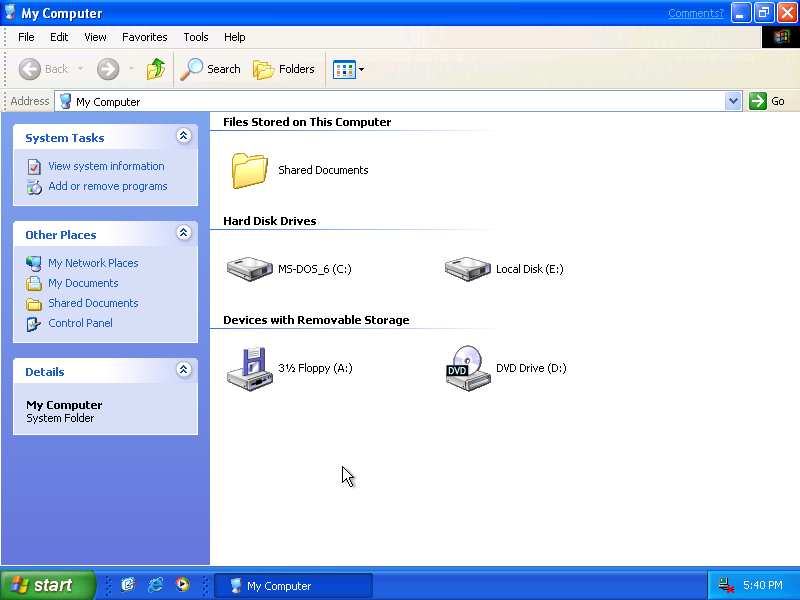 My Computer
Comments?
File Edit View Favorites Tools Help
Back Search Folders
Address My Computer Go
System Tasks
View system information
Add or remove programs
Other Places
My Network Places
My Documents
Shared Documents
Control Panel
Details
My Computer
System Folder
Files Stored on This Computer
Shared Documents
Hard Disk Drives
MS-DOS_6 (C:)
Local Disk (E:)
Devices with Removable Storage
3½ Floppy (A:)
DVD
DVD Drive (D:)
start
My Computer
5:40 PM